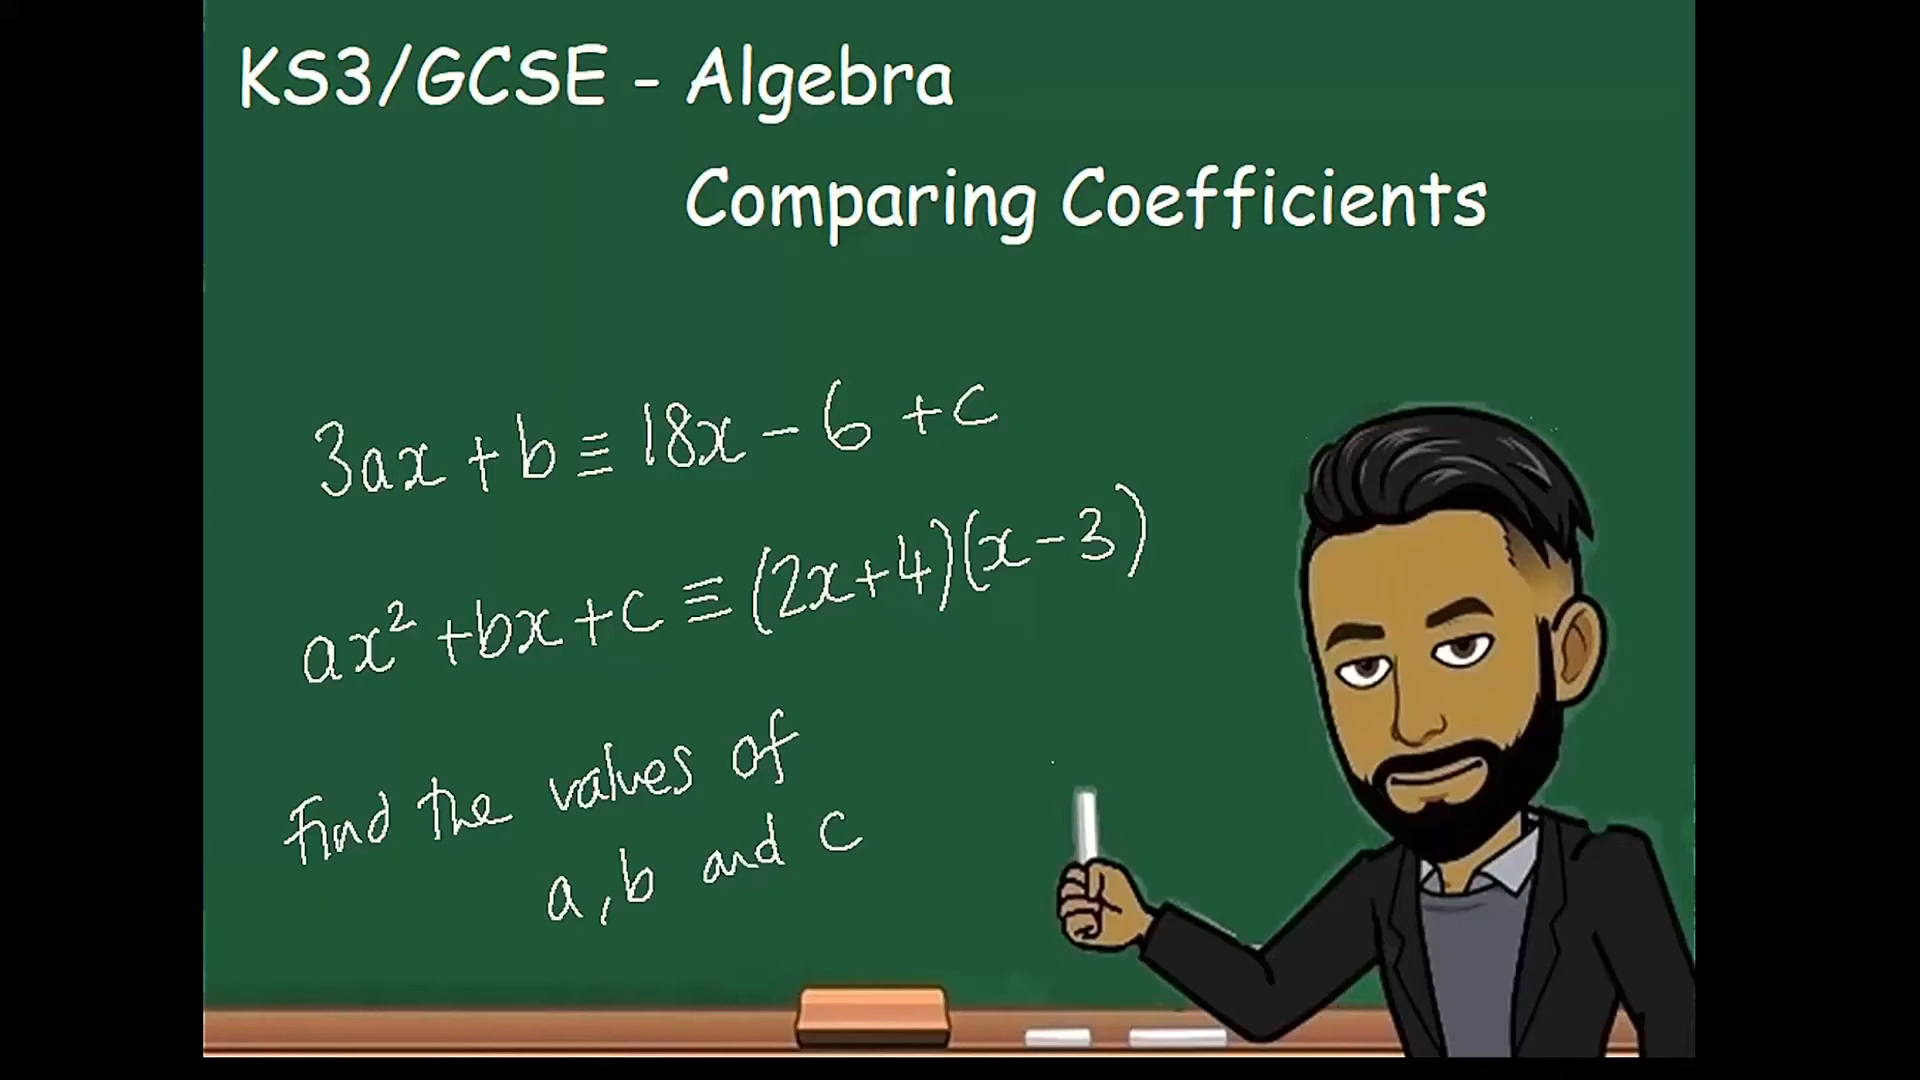 KS3/GCSE - Algebra
Comparing Coefficients
3ax + b ≡ 18x - 6 + c
ax² + bx + c ≡ (2x+4)(x-3)
Find the values of
a, b and c